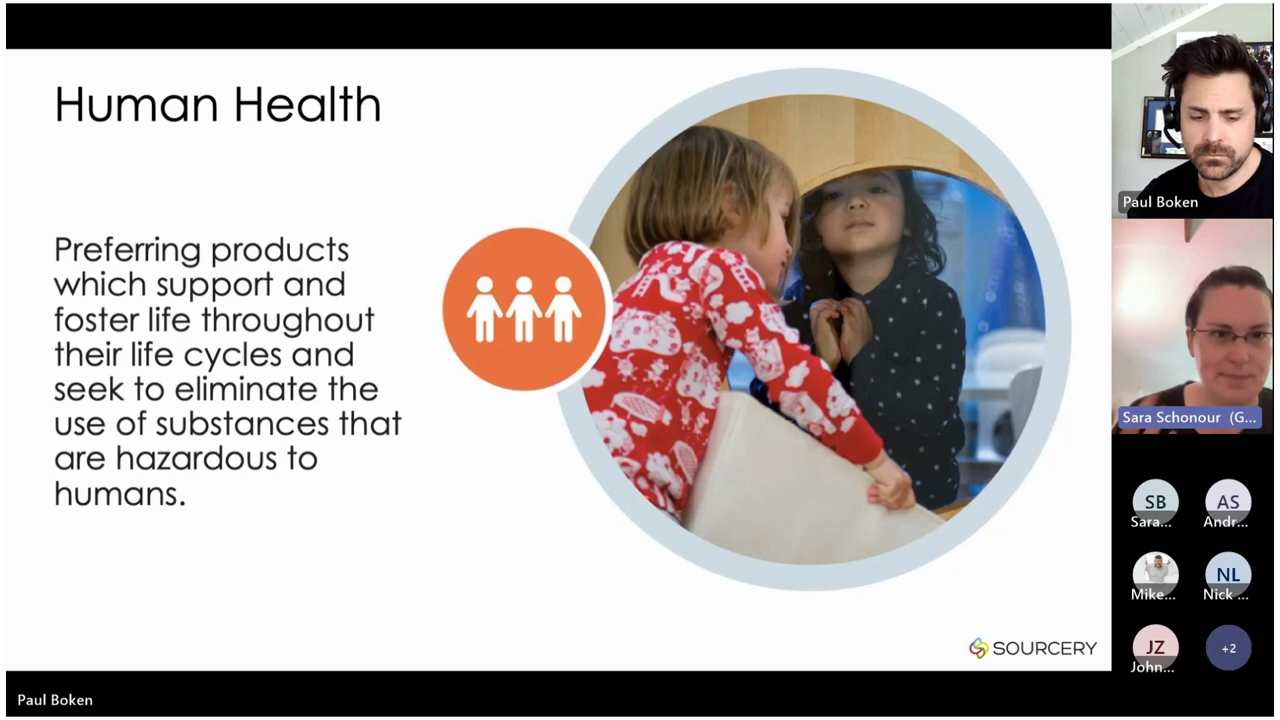 Human Health
Preferring products
which support and
foster life throughout
their life cycles and
seek to eliminate the
use of substances that
are hazardous to
humans.
SOURCERY
Paul Boken
Paul Boken
Sara Schonour (G...
SB
Sara...
AS
Andr...
Mike...
NL
Nick ...
JZ
John...
+2